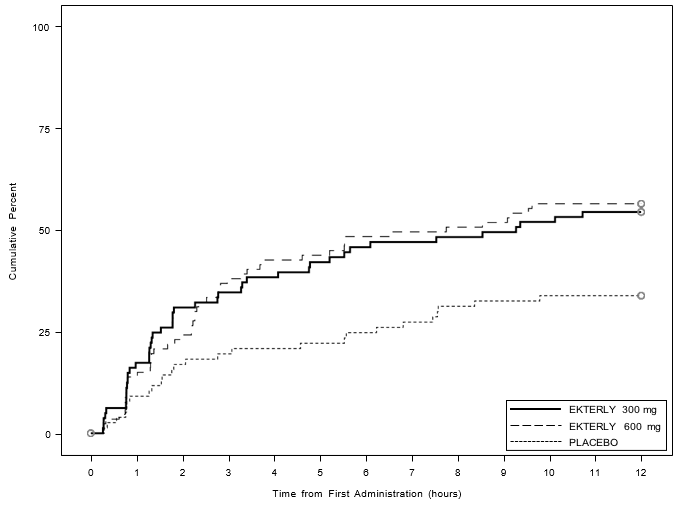 100
75
50
25
0
Cumulative Percent
0 1 2 3 4 5 6 7 8 9 10 11 12
Time from First Administration (hours)
EKTERLY 300 mg
EKTERLY 600 mg
PLACEBO